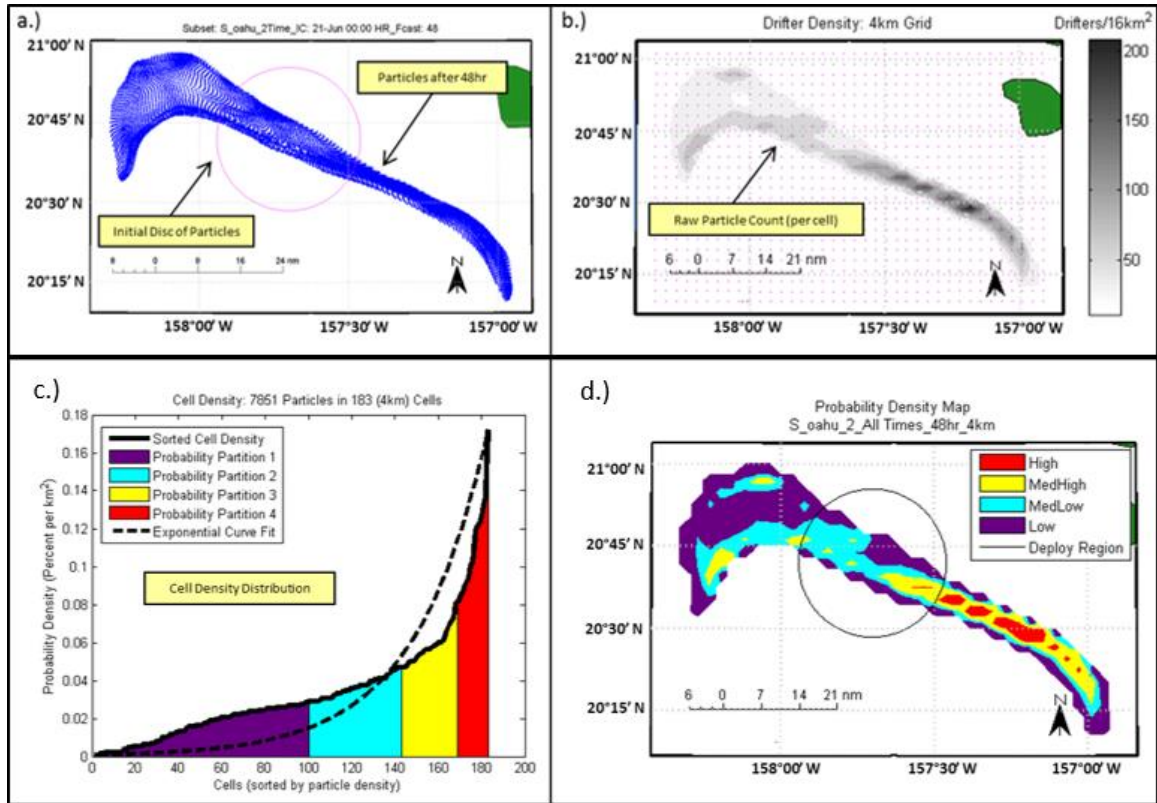 a.)
Subset: S_oahu_2Time_IC: 21-Jun 00:00 HR_Fcast: 48
21°00′ N
20°45′ N
20°30′ N
20°15′ N
Particles after 48hr
Initial Disc of Particles
8 0 8 16 24 nm
N
158°00′ W 157°30′ W 157°00′ W
b.)
Drifter Density: 4km Grid
Drifters/16km²
21°00′ N
20°45′ N
20°30′ N
20°15′ N
Raw Particle Count (per cell)
6 0 7 14 21 nm
N
158°00′ W 157°30′ W 157°00′ W
200
150
100
50
c.)
Cell Density: 7851 Particles in 183 (4km) Cells
Probability Density (Percent per km²)
0.18
0.16
0.14
0.12
0.1
0.08
0.06
0.04
0.02
0
Sorted Cell Density
Probability Partition 1
Probability Partition 2
Probability Partition 3
Probability Partition 4
Exponential Curve Fit
Cell Density Distribution
0 20 40 60 80 100 120 140 160 180 200
Cells (sorted by particle density)
d.)
Probability Density Map
S_oahu_2_All Times_48hr_4km
21°00′ N
20°45′ N
20°30′ N
20°15′ N
High
MedHigh
MedLow
Low
Deploy Region
6 0 7 14 21 nm
N
158°00′ W 157°30′ W 157°00′ W